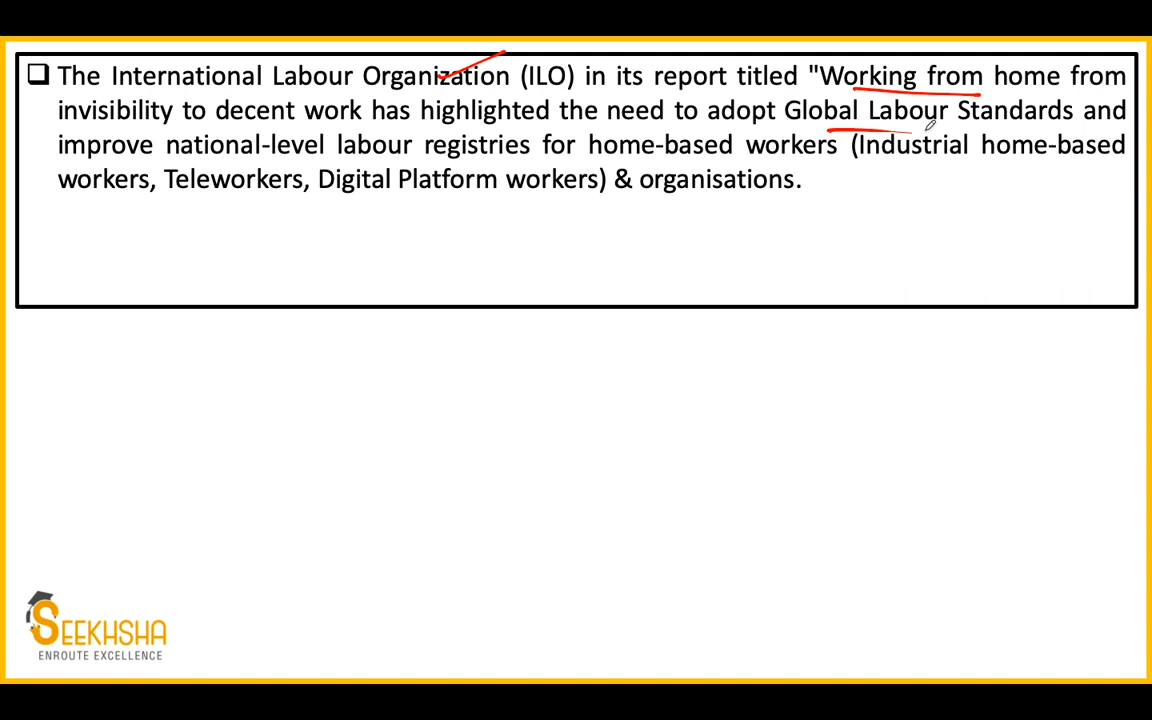 The International Labour Organization (ILO) in its report titled "Working from home from
invisibility to decent work has highlighted the need to adopt Global Labour Standards and
improve national-level labour registries for home-based workers (Industrial home-based
workers, Teleworkers, Digital Platform workers) & organisations.
SEEKHSHA
ENROUTE EXCELLENCE